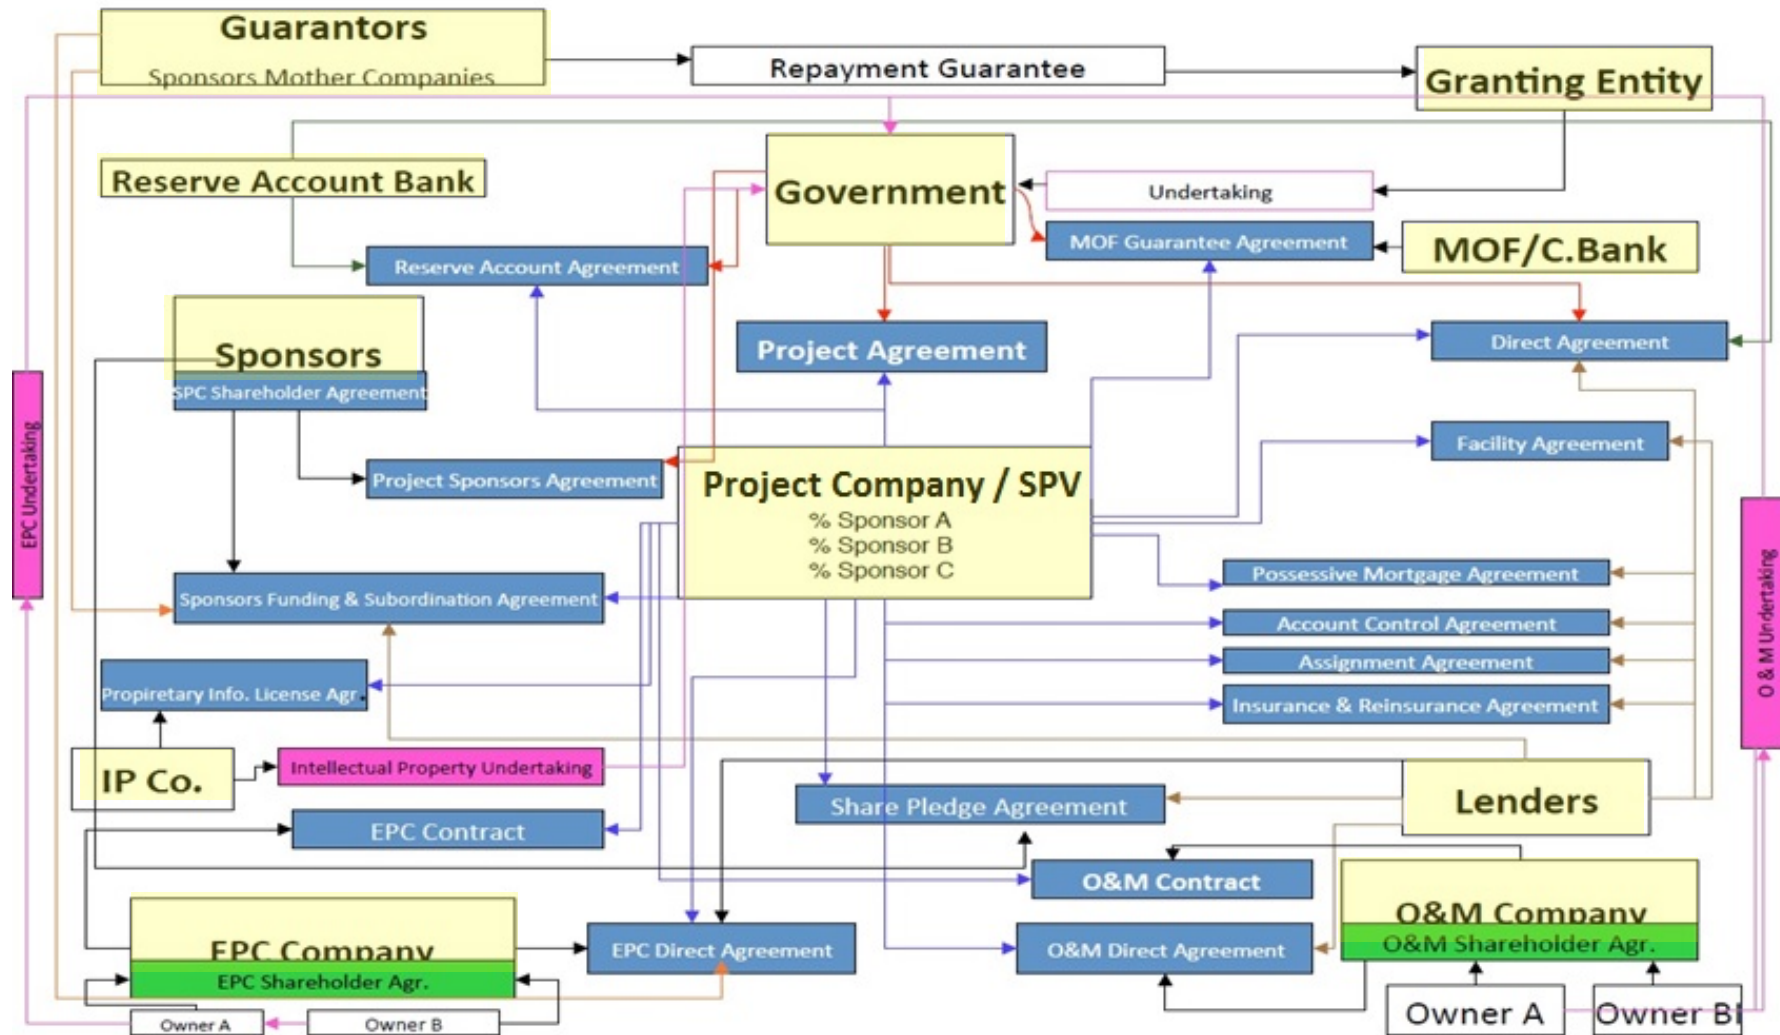 Guarantors
Sponsors Mother Companies
Repayment Guarantee
Granting Entity
Reserve Account Bank
Government
Undertaking
MOF Guarantee Agreement
MOF/C.Bank
Reserve Account Agreement
Sponsors
SPC Shareholder Agreement
Project Agreement
Direct Agreement
EPC Undertaking
Project Sponsors Agreement
Project Company / SPV
% Sponsor A
% Sponsor B
% Sponsor C
Facility Agreement
Possessive Mortgage Agreement
Sponsors Funding & Subordination Agreement
Account Control Agreement
Assignment Agreement
O & M Undertaking
Propiretary Info. License Agr.
Insurance & Reinsurance Agreement
IP Co.
Intellectual Property Undertaking
Share Pledge Agreement
Lenders
EPC Contract
O&M Contract
EPC Company
EPC Shareholder Agr.
EPC Direct Agreement
O&M Direct Agreement
O&M Company
O&M Shareholder Agr.
Owner A
Owner B
Owner A
Owner BI